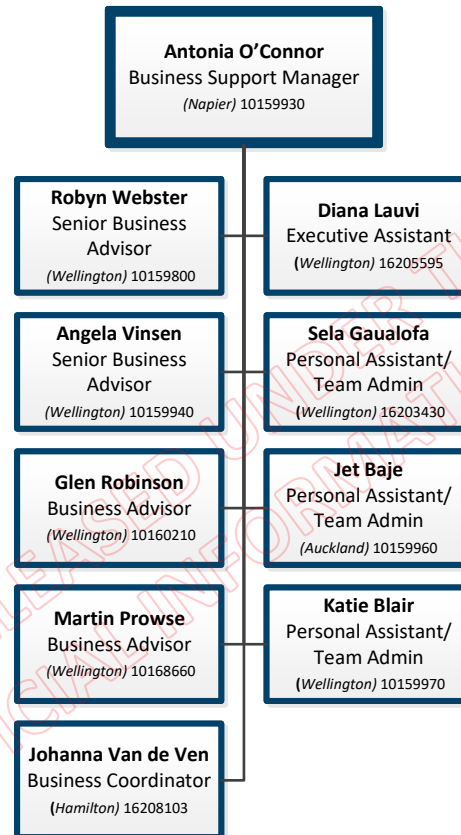 Antonia O’Connor
Business Support Manager
(Napier) 10159930
Robyn Webster
Senior Business
Advisor
(Wellington) 10159800
Diana Lauvi
Executive Assistant
(Wellington) 16205595
Angela Vinsen
Senior Business
Advisor
(Wellington) 10159940
Sela Gaualofa
Personal Assistant/
Team Admin
(Wellington) 16203430
Glen Robinson
Business Advisor
(Wellington) 10160210
Jet Baje
Personal Assistant/
Team Admin
(Auckland) 10159960
Martin Prowse
Business Advisor
(Wellington) 10168660
Katie Blair
Personal Assistant/
Team Admin
(Wellington) 10159970
Johanna Van de Ven
Business Coordinator
(Hamilton) 16208103
UNDER